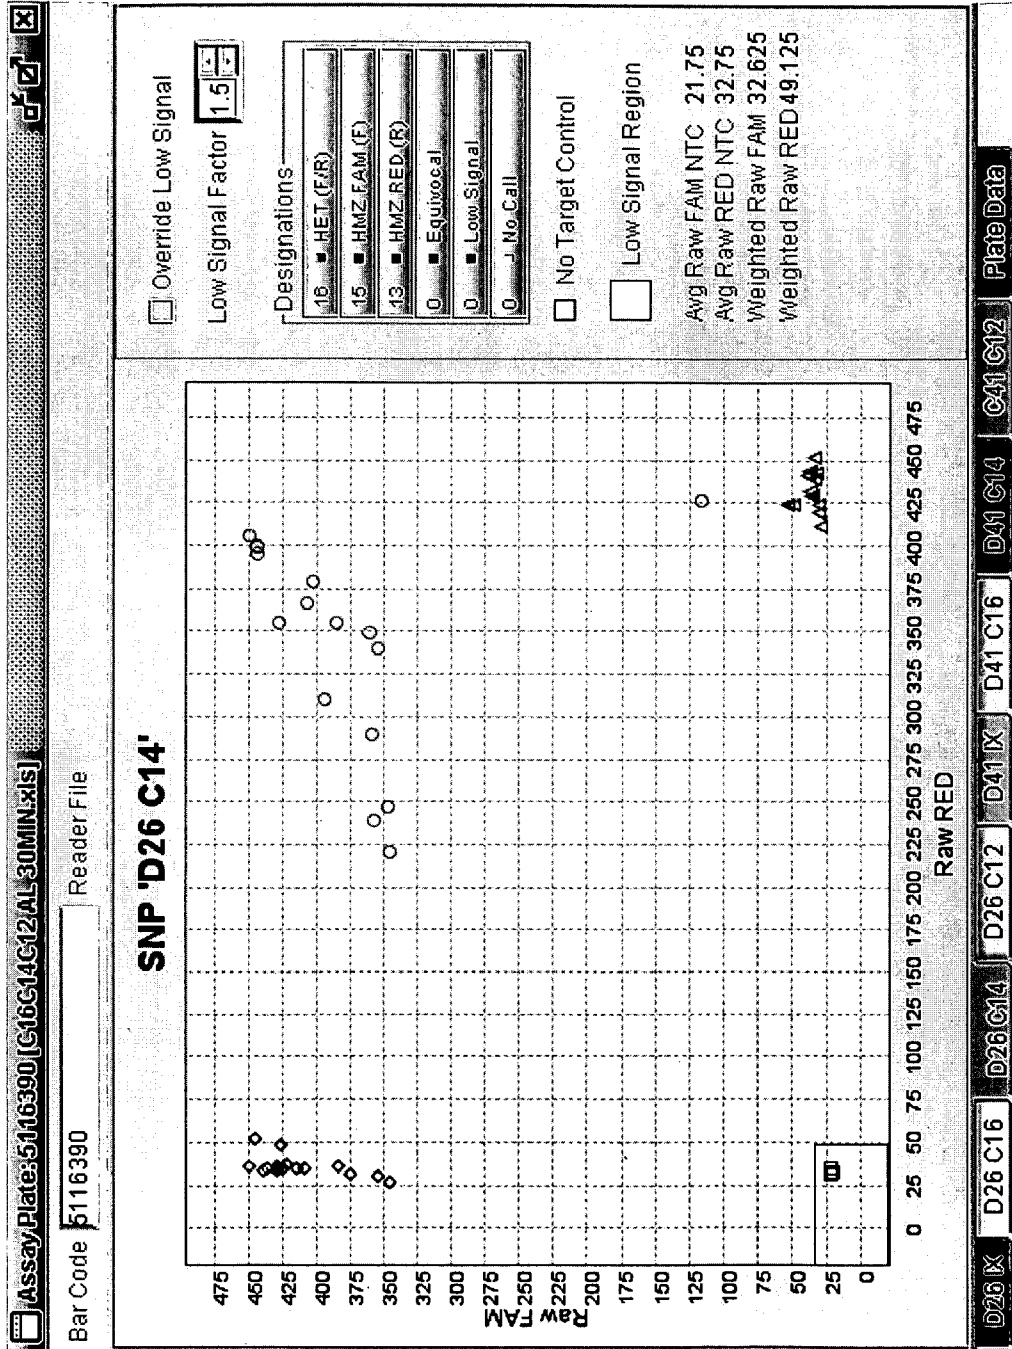 Assay Plate: 5116390 [C16C14C12AL 30MIN.xls]
Bar Code 5116390 Reader File
SNP 'D26 C14'
Raw FAM
475
450
425
400
375
350
325
300
275
250
225
200
175
150
125
100
75
50
25
0
0 25 50 75 100 125 150 175 200 225 250 275 300 325 350 375 400 425 450 475
Raw RED
Override Low Signal
Low Signal Factor 1.5
Designations
16 HET (F/R)
15 HMZ FAM (F)
13 HMZ RED (R)
0 Equivocal
0 Low Signal
0 No Call
No Target Control
Low Signal Region
Avg Raw FAM NTC 21.75
Avg Raw RED NTC 32.75
Weighted Raw FAM 32.625
Weighted Raw RED 49.125
D26 IX D26 C16 D26 C14 D26 C12 D41 IX D41 C16 D41 C14 C41 C12 Plate Data